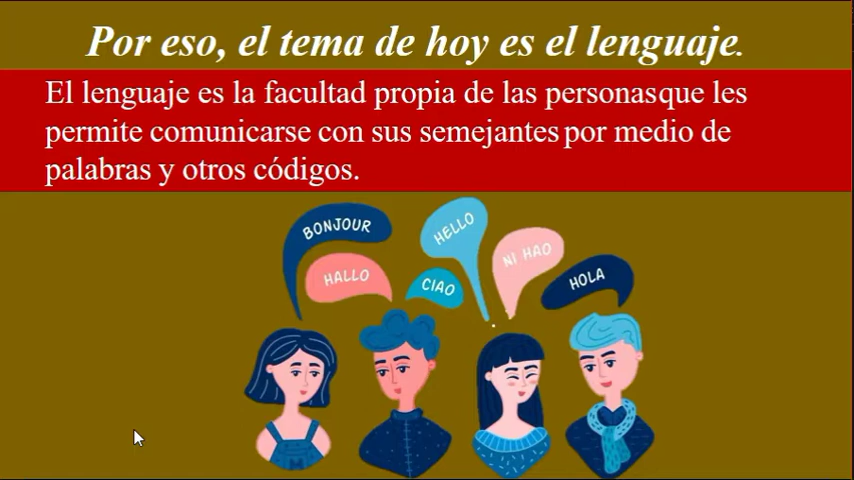 Por eso, el tema de hoy es el lenguaje.
El lenguaje es la facultad propia de las personasque les
permite comunicarse con sus semejantes por medio de
palabras y otros códigos.
BONJOUR
HELLO
HALLO
CIAO
NI HAO
HOLA